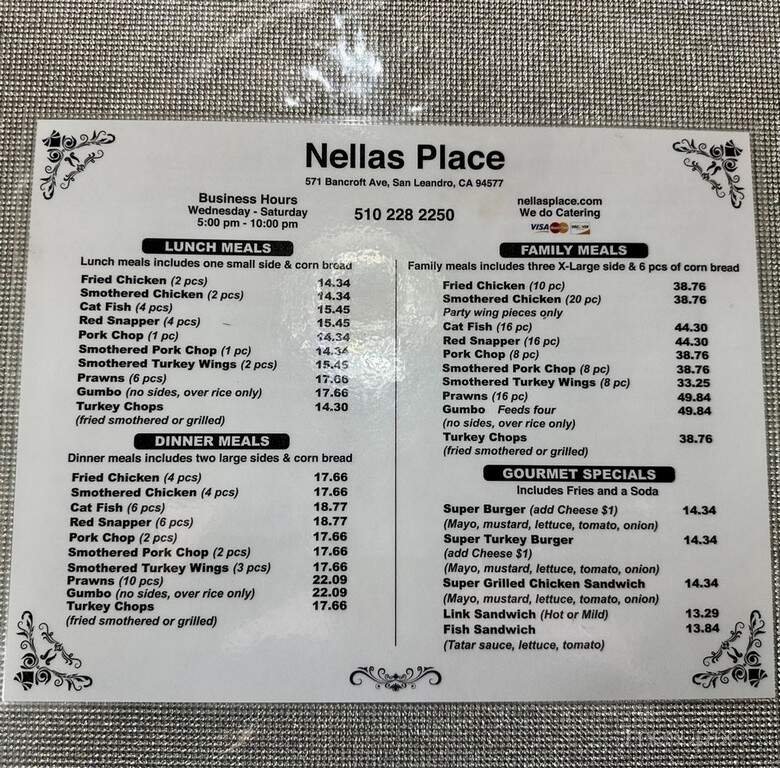 Nellas Place
571 Bancroft Ave, San Leandro, CA 94577
Business Hours
Wednesday - Saturday
5:00 pm - 10:00 pm
510 228 2250
nellasplace.com
We do Catering
VISA
LUNCH MEALS
Lunch meals includes one small side & corn bread
Fried Chicken (2 pcs) 14.34
Smothered Chicken (2 pcs) 14.34
Cat Fish (4 pcs) 15.45
Red Snapper (4 pcs) 15.45
Pork Chop (1 pc) 14.34
Smothered Pork Chop (1 pc) 14.34
Smothered Turkey Wings (2 pcs) 15.45
Prawns (6 pcs) 17.66
Gumbo (no sides, over rice only) 17.66
Turkey Chops 14.30
(fried smothered or grilled)
DINNER MEALS
Dinner meals includes two large sides & corn bread
Fried Chicken (4 pcs) 17.66
Smothered Chicken (4 pcs) 17.66
Cat Fish (6 pcs) 18.77
Red Snapper (6 pcs) 18.77
Pork Chop (2 pcs) 17.66
Smothered Pork Chop (2 pcs) 17.66
Smothered Turkey Wings (3 pcs) 17.66
Prawns (10 pcs) 22.09
Gumbo (no sides, over rice only) 22.09
Turkey Chops 17.66
(fried smothered or grilled)
FAMILY MEALS
Family meals includes three X-Large side & 6 pcs of corn bread
Fried Chicken (10 pc) 38.76
Smothered Chicken (20 pc) 38.76
Party wing pieces only
Cat Fish (16 pc) 44.30
Red Snapper (16 pc) 44.30
Pork Chop (8 pc) 38.76
Smothered Pork Chop (8 pc) 38.76
Smothered Turkey Wings (8 pc) 33.25
Prawns (16 pc) 49.84
Gumbo Feeds four 49.84
(no sides, over rice only)
Turkey Chops 38.76
(fried smothered or grilled)
GOURMET SPECIALS
Includes Fries and a Soda
Super Burger (add Cheese $1) 14.34
(Mayo, mustard, lettuce, tomato, onion)
Super Turkey Burger 14.34
(add Cheese $1)
(Mayo, mustard, lettuce, tomato, onion)
Super Grilled Chicken Sandwich 14.34
(Mayo, mustard, lettuce, tomato, onion)
Link Sandwich (Hot or Mild) 13.29
Fish Sandwich 13.84
(Tatar sauce, lettuce, tomato)